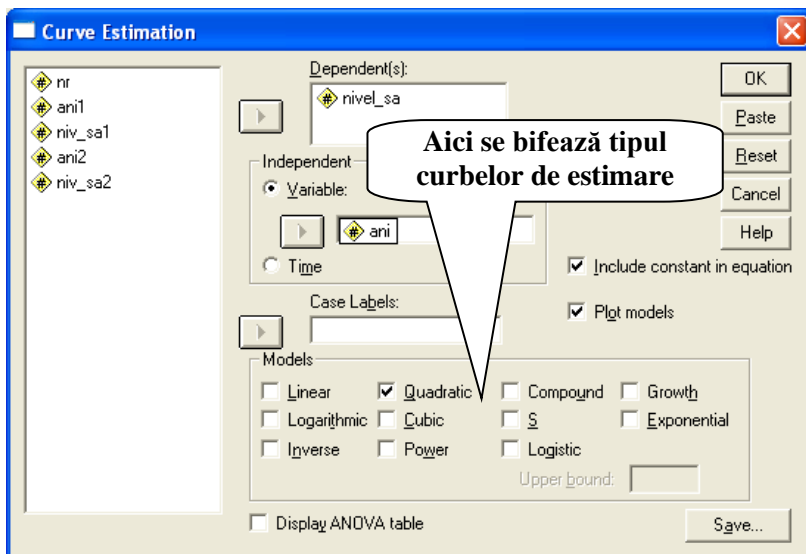 Curve Estimation
nr
ani1
niv_sa1
ani2
niv_sa2
Dependent(s):
nivel_sa
OK
Paste
Reset
Cancel
Help
Aici se bifează tipul
curbelor de estimare
Independent
Variable:
ani
Time
Include constant in equation
Case Labels:
Plot models
Models
Linear Quadratic Compound Growth
Logarithmic Cubic S Exponential
Inverse Power Logistic
Upper bound:
Display ANOVA table
Save...